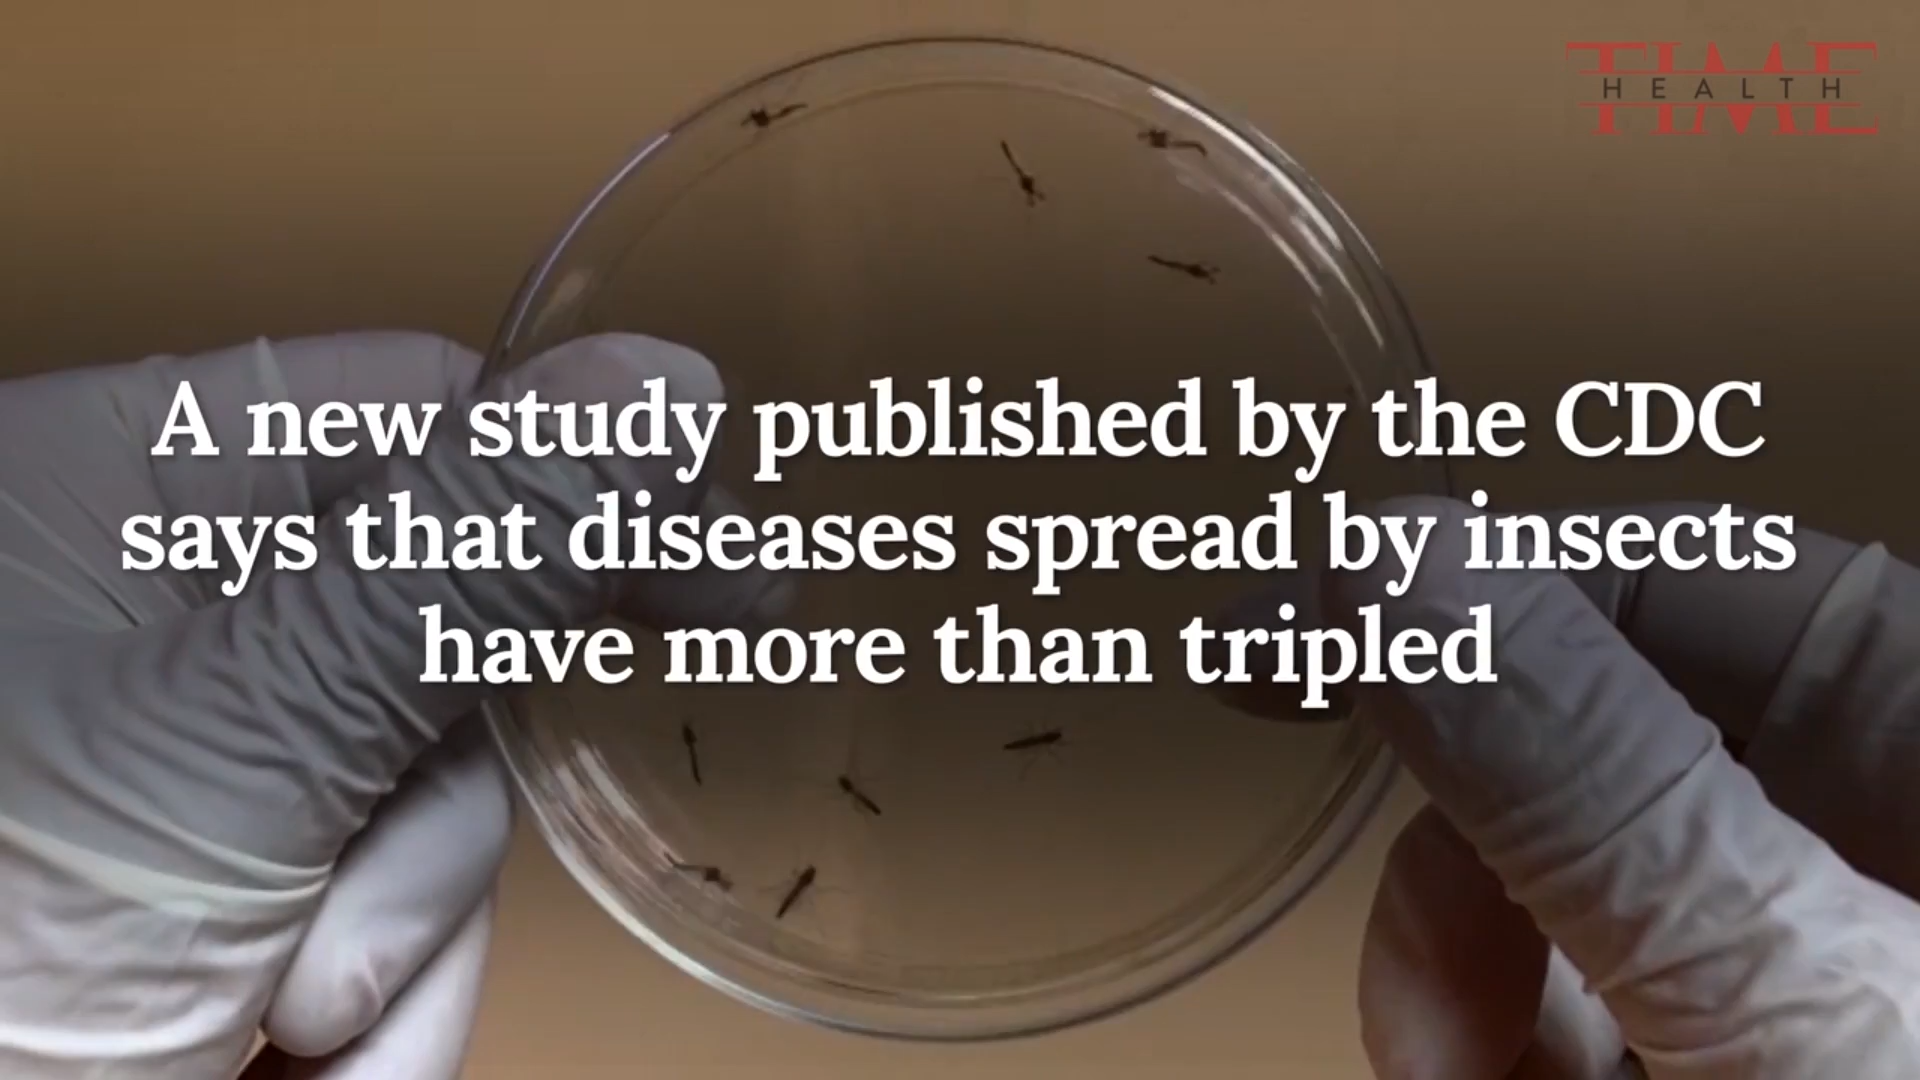 TIME
HEALTH
A new study published by the CDC
says that diseases spread by insects
have more than tripled